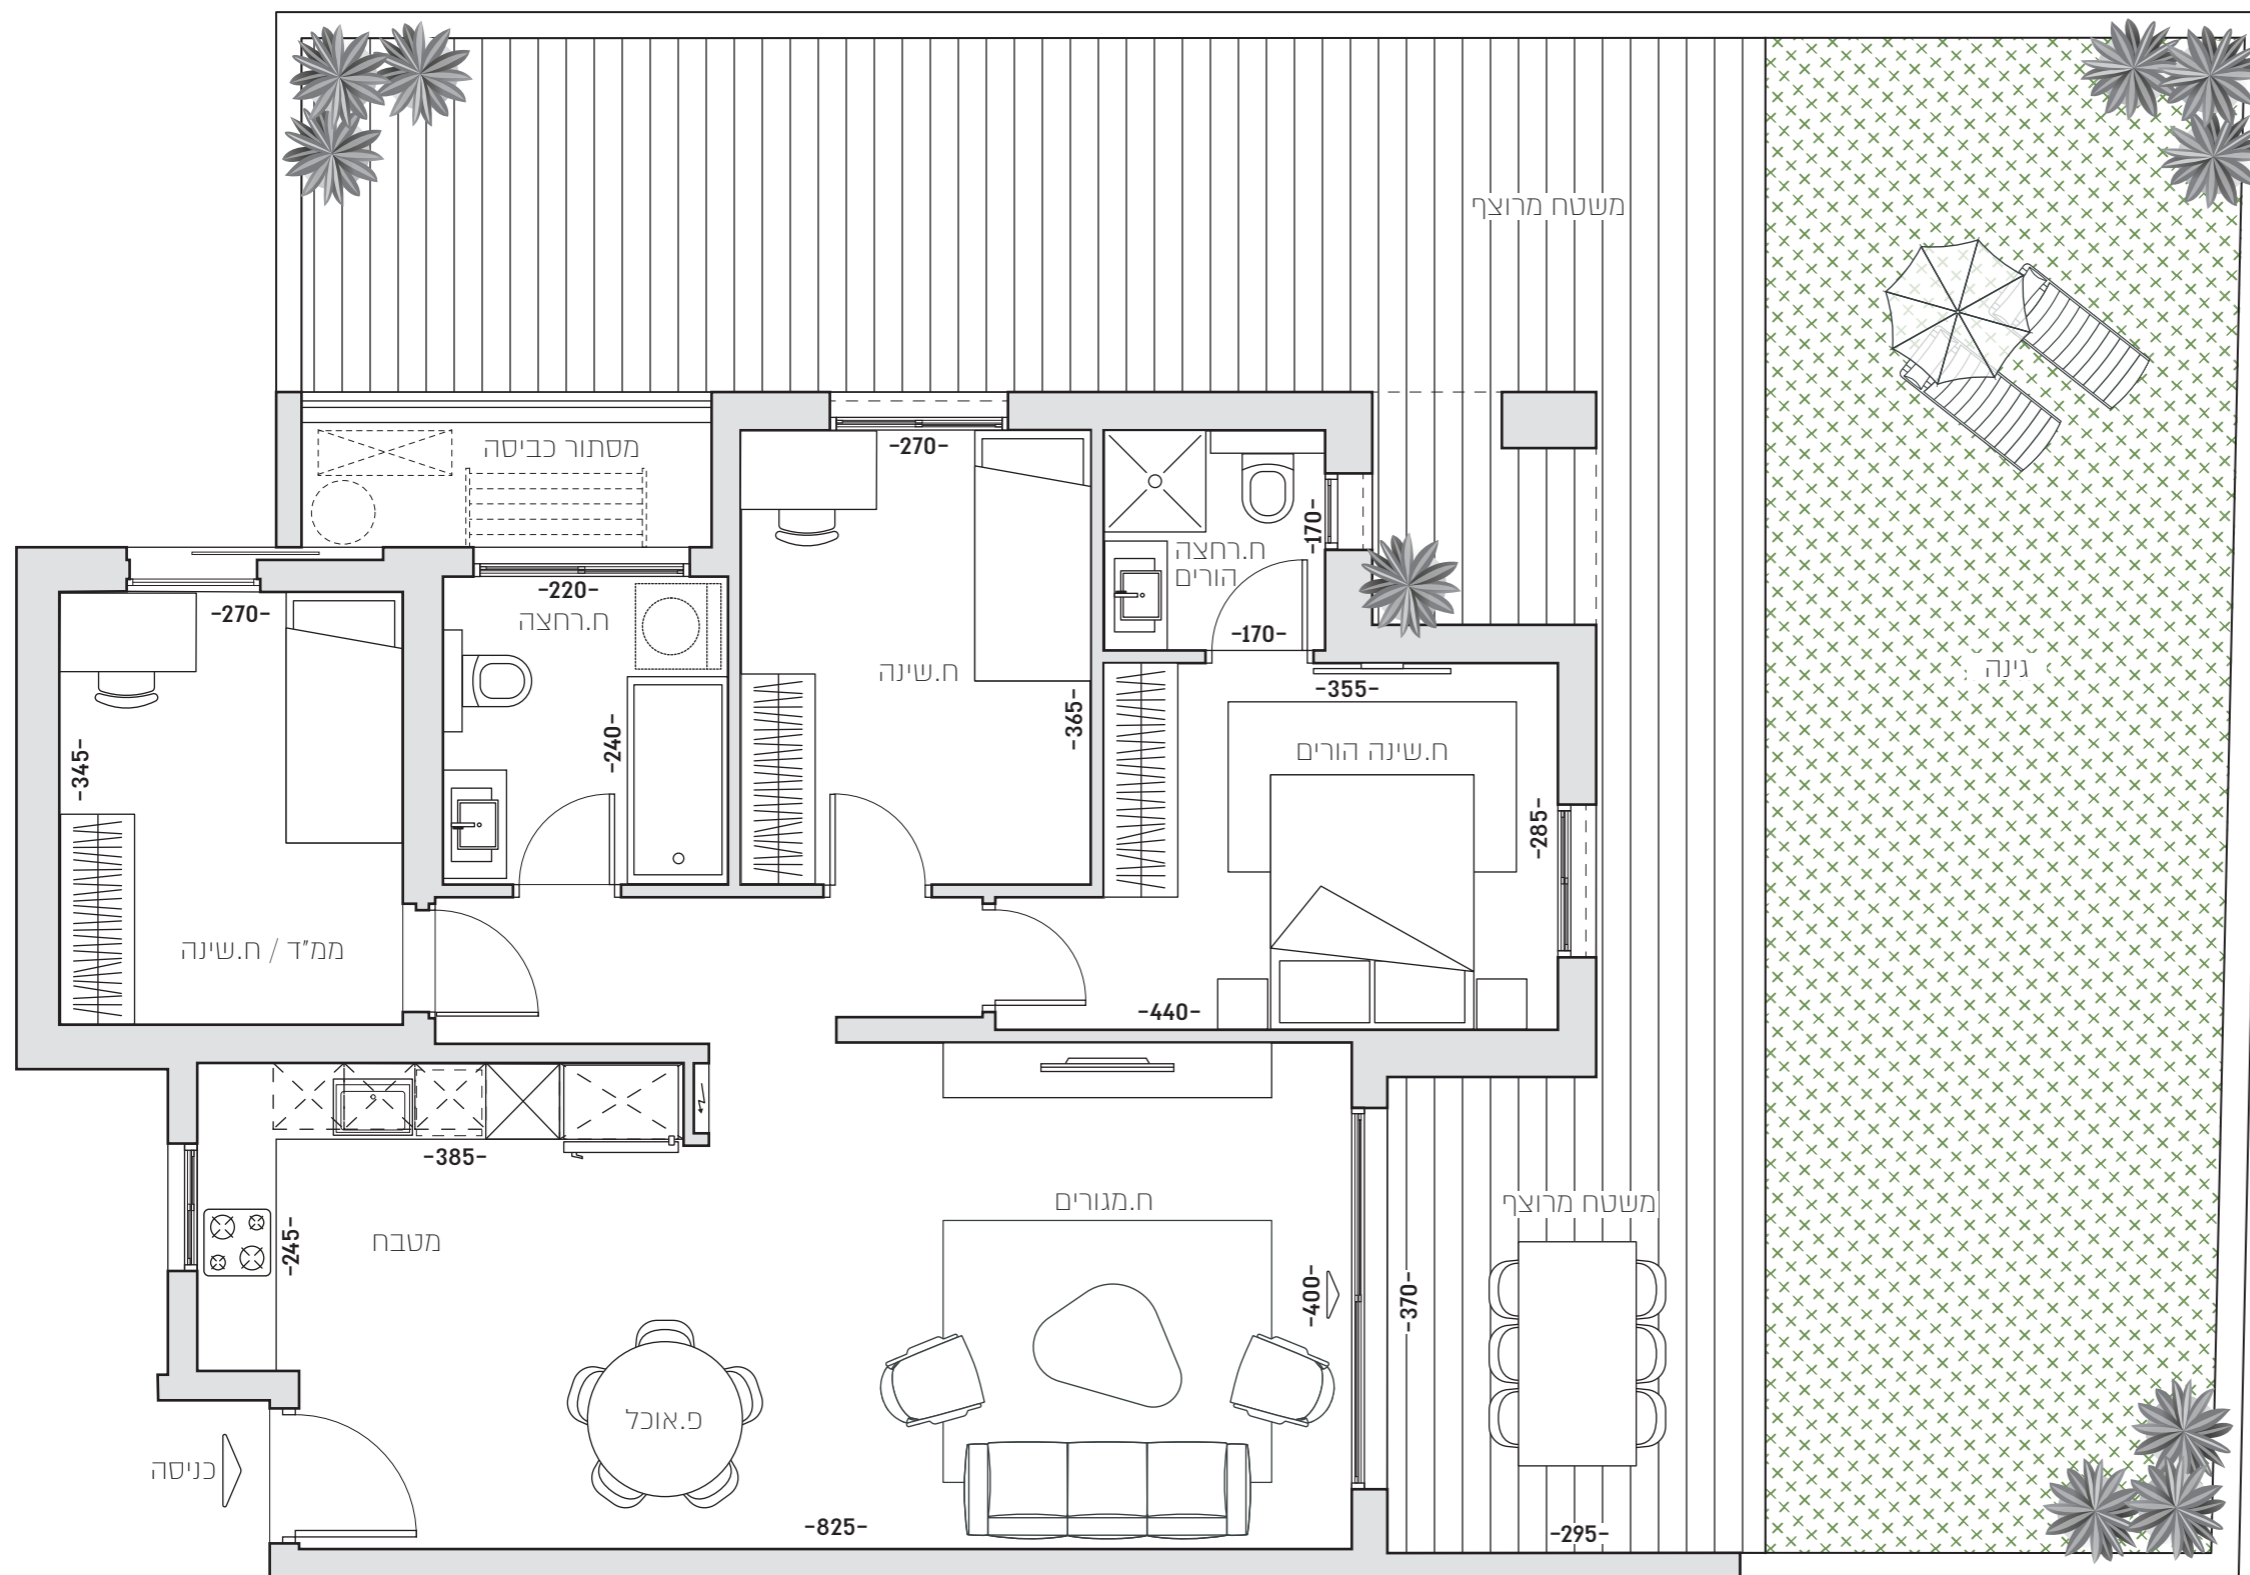 משטח מרוצף
מסתור כביסה
-270-
-170-
ח.רחצה
הורים
-220-
ח.רחצה
-270-
-170-
ח.שינה
גינה
-355-
-365-
-240-
-345-
ח.שינה הורים
-285-
ממ"ד / ח.שינה
-440-
-385-
ח.מגורים
משטח מרוצף
מטבח
-245-
-400-
-370-
פ.אוכל
כניסה
-825-
-295-